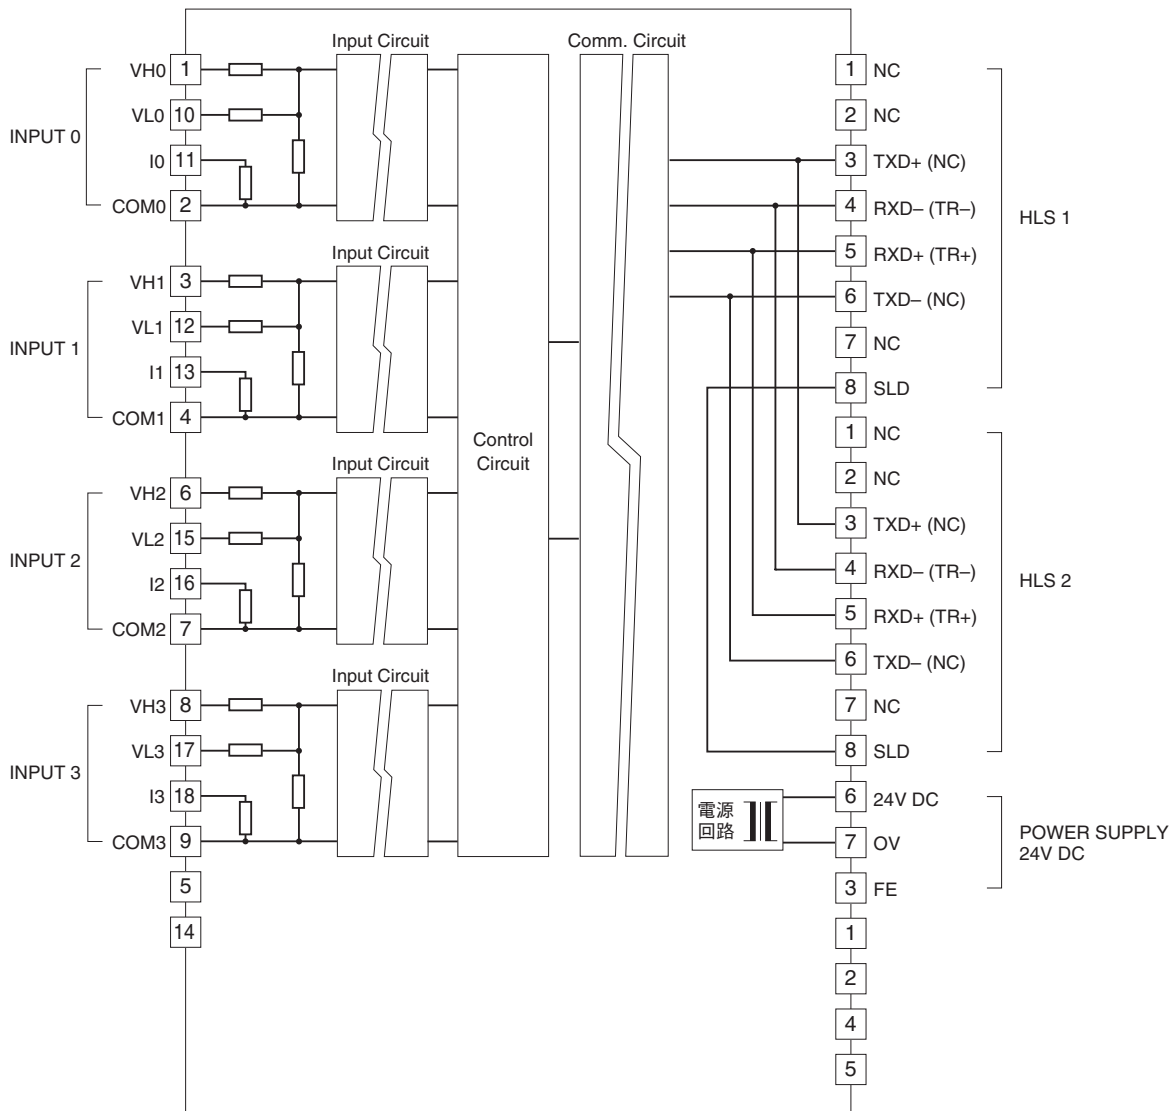 Input Circuit
Comm. Circuit
INPUT 0
VH0 1
VL0 10
I0 11
COM0 2
Input Circuit
INPUT 1
VH1 3
VL1 12
I1 13
COM1 4
Input Circuit
INPUT 2
VH2 6
VL2 15
I2 16
COM2 7
Input Circuit
INPUT 3
VH3 8
VL3 17
I3 18
COM3 9
5
14
Control
Circuit
1 NC
2 NC
3 TXD+ (NC)
4 RXD– (TR–)
5 RXD+ (TR+)
6 TXD– (NC)
7 NC
8 SLD
HLS 1
1 NC
2 NC
3 TXD+ (NC)
4 RXD– (TR–)
5 RXD+ (TR+)
6 TXD– (NC)
7 NC
8 SLD
HLS 2
電源
回路
6 24V DC
7 OV
3 FE
POWER SUPPLY
24V DC
1
2
4
5